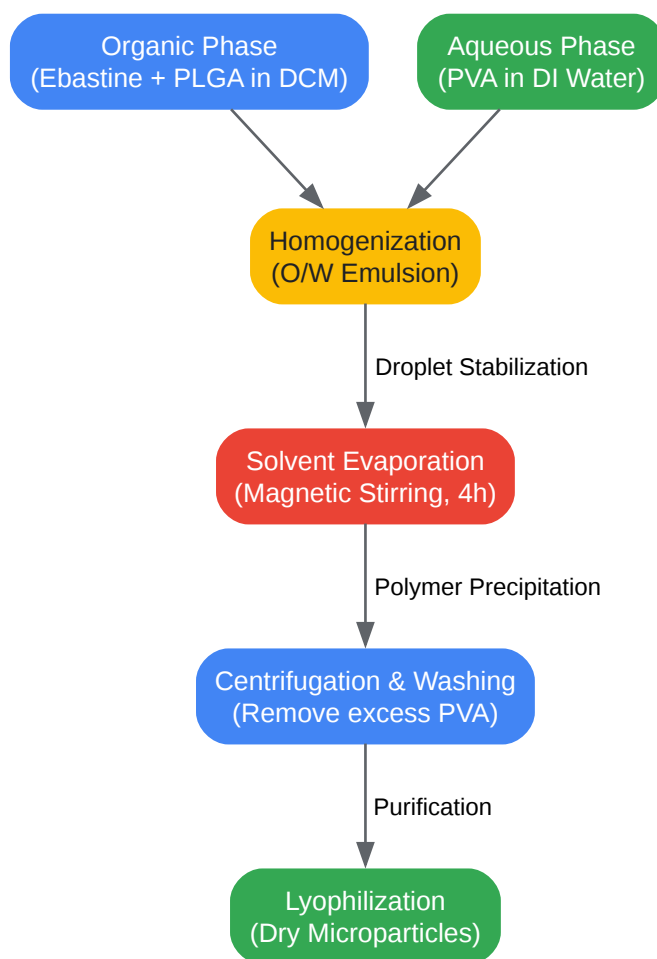 Organic Phase
(Ebastine + PLGA in DCM)
Aqueous Phase
(PVA in DI Water)
Homogenization
(O/W Emulsion)
Droplet Stabilization
Solvent Evaporation
(Magnetic Stirring, 4h)
Polymer Precipitation
Centrifugation & Washing
(Remove excess PVA)
Purification
Lyophilization
(Dry Microparticles)